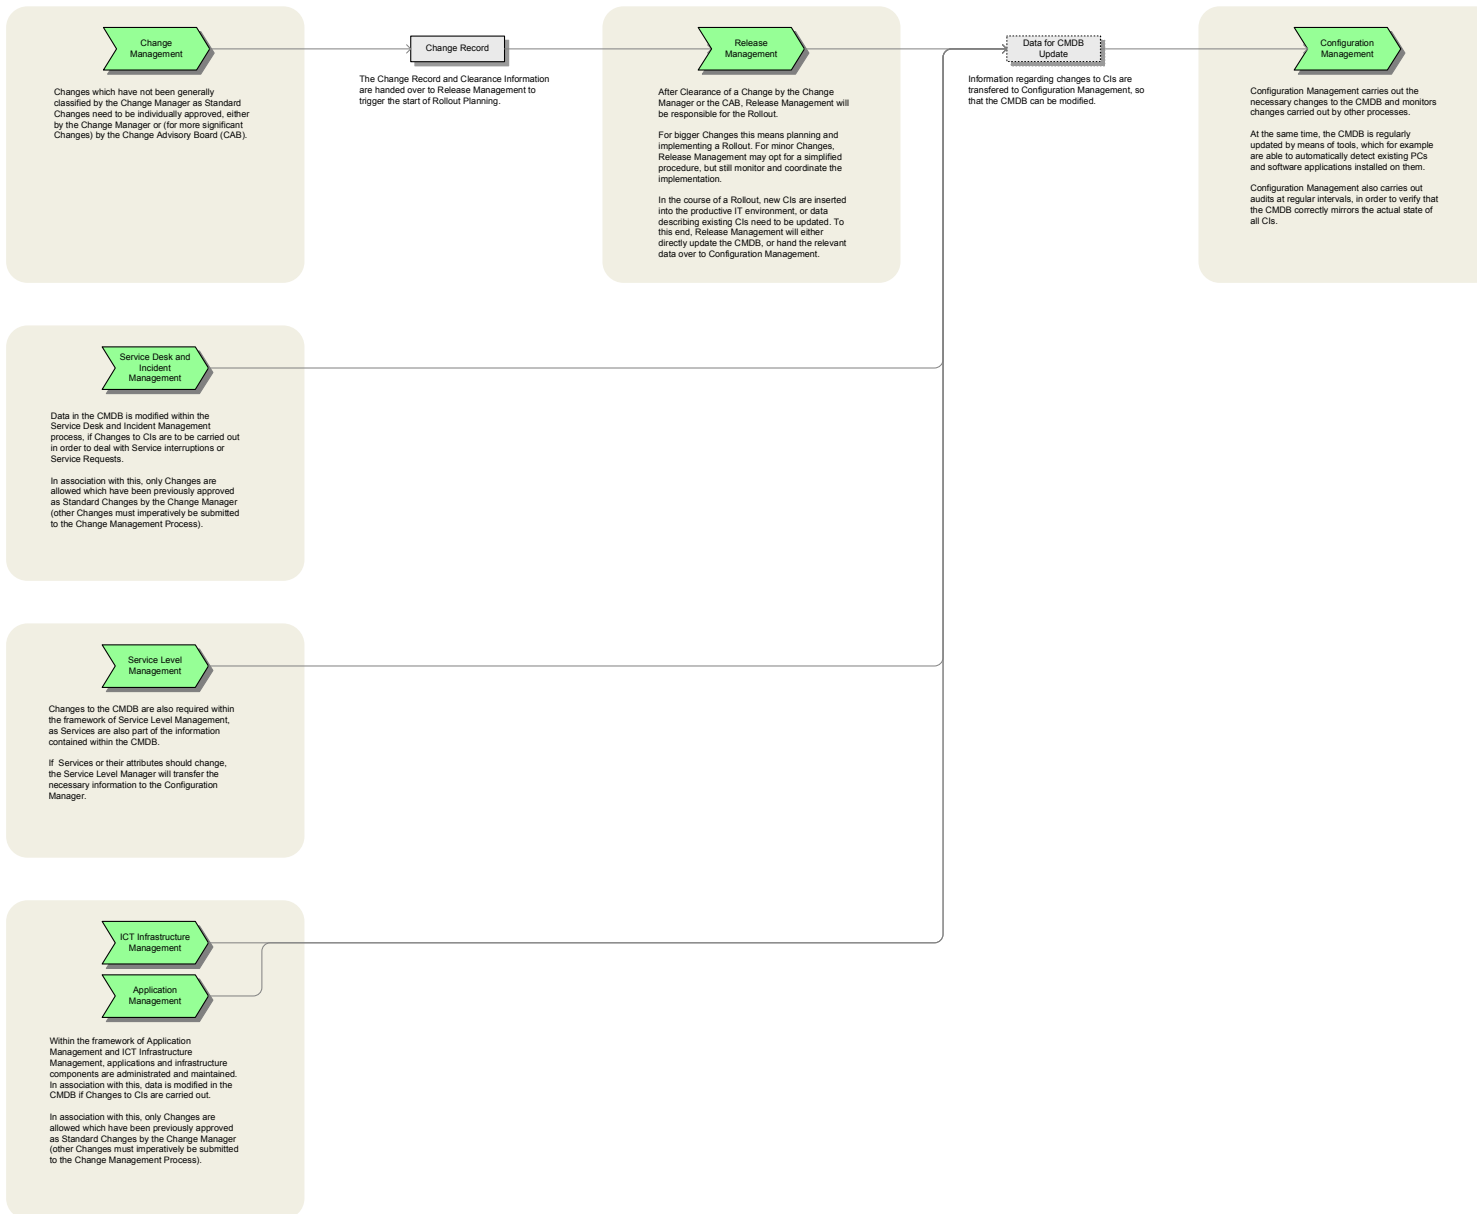 Change
Management
Changes which have not been generally
classified by the Change Manager as Standard
Changes need to be individually approved, either
by the Change Manager or (for more significant
Changes) by the Change Advisory Board (CAB).
Change Record
The Change Record and Clearance Information
are handed over to Release Management to
trigger the start of Rollout Planning.
Release
Management
After Clearance of a Change by the Change
Manager or the CAB, Release Management will
be responsible for the Rollout.
For bigger Changes this means planning and
implementing a Rollout. For minor Changes,
Release Management may opt for a simplified
procedure, but still monitor and coordinate the
implementation.
In the course of a Rollout, new CIs are inserted
into the productive IT environment, or data
describing existing CIs need to be updated. To
this end, Release Management will either
directly update the CMDB, or hand the relevant
data over to Configuration Management.
Data for CMDB
Update
Information regarding changes to CIs are
transfered to Configuration Management, so
that the CMDB can be modified.
Configuration
Management
Configuration Management carries out the
necessary changes to the CMDB and monitors
changes carried out by other processes.
At the same time, the CMDB is regularly
updated by means of tools, which for example
are able to automatically detect existing PCs
and software applications installed on them.
Configuration Management also carries out
audits at regular intervals, in order to verify that
the CMDB correctly mirrors the actual state of
all CIs.
Service Desk and
Incident
Management
Data in the CMDB is modified within the
Service Desk and Incident Management
process, if Changes to CIs are to be carried out
in order to deal with Service interruptions or
Service Requests.
In association with this, only Changes are
allowed which have been previously approved
as Standard Changes by the Change Manager
(other Changes must imperatively be submitted
to the Change Management Process).
Service Level
Management
Changes to the CMDB are also required within
the framework of Service Level Management,
as Services are also part of the information
contained within the CMDB.
If Services or their attributes should change,
the Service Level Manager will transfer the
necessary information to the Configuration
Manager.
ICT Infrastructure
Management
Application
Management
Within the framework of Application
Management and ICT Infrastructure
Management, applications and infrastructure
components are administrated and maintained.
In association with this, data is modified in the
CMDB if Changes to CIs are carried out.
In association with this, only Changes are
allowed which have been previously approved
as Standard Changes by the Change Manager
(other Changes must imperatively be submitted
to the Change Management Process).